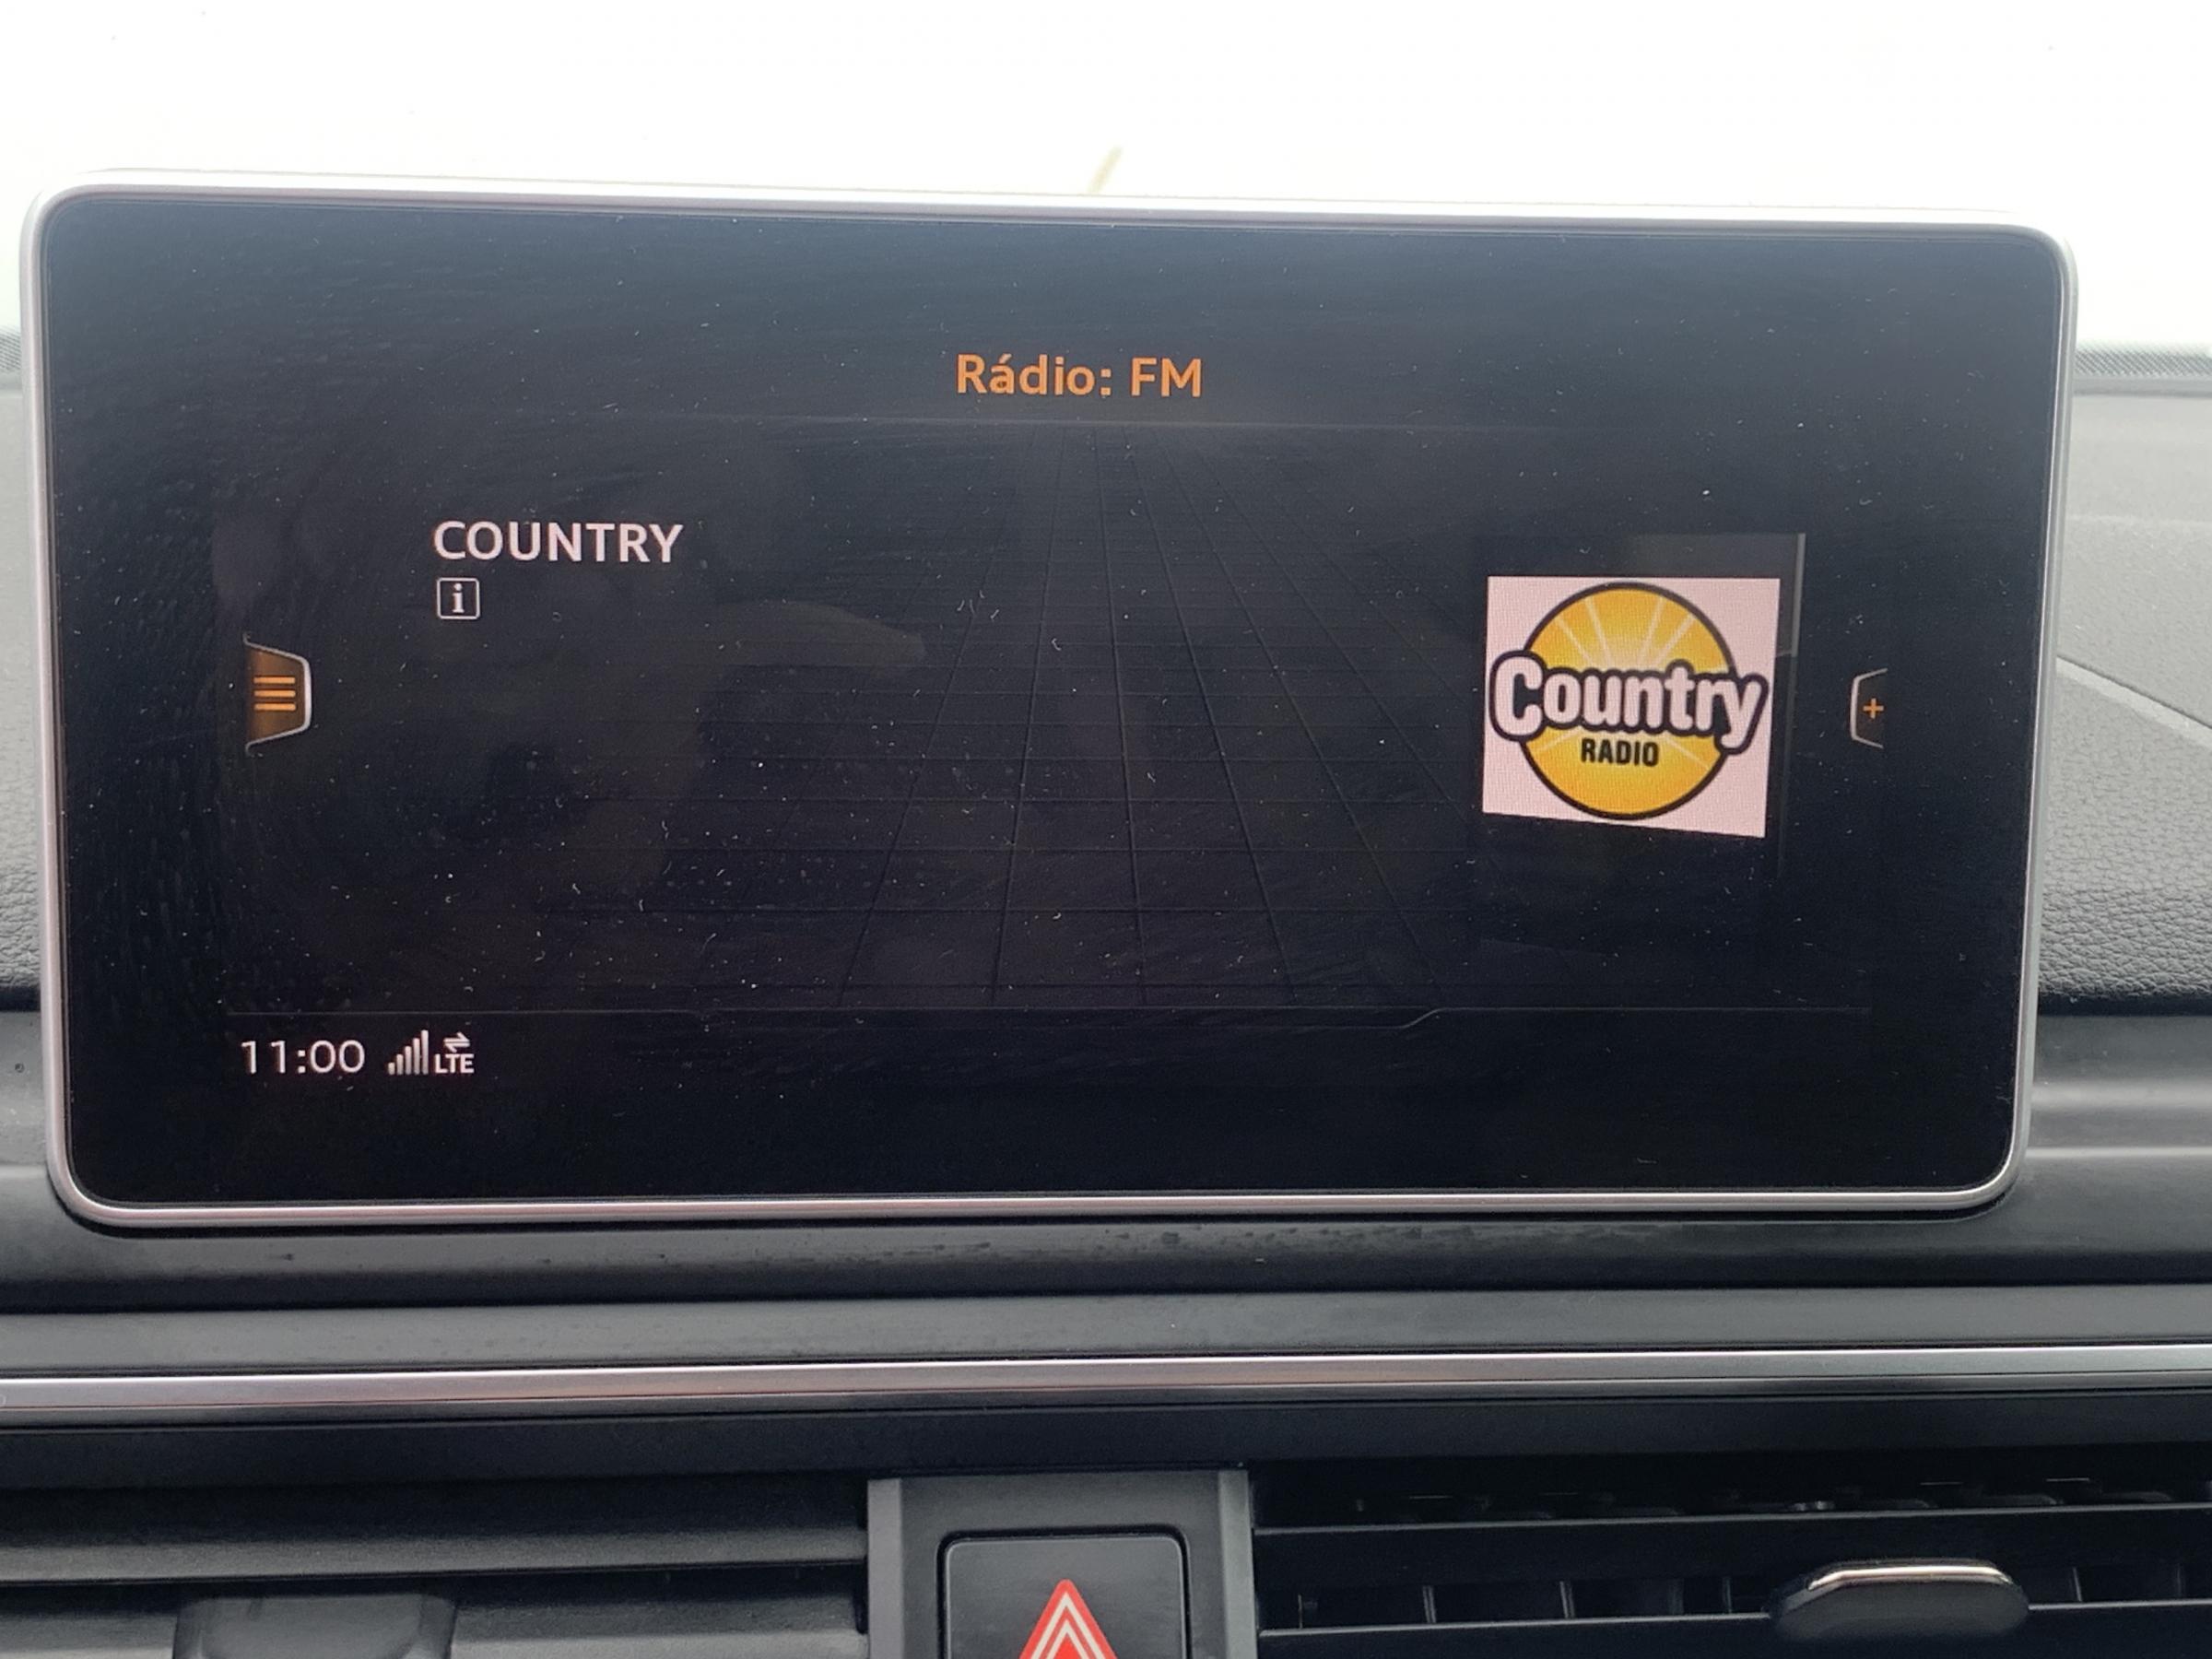 Rádio: FM
COUNTRY
i
Country
RADIO
11:00 LTE